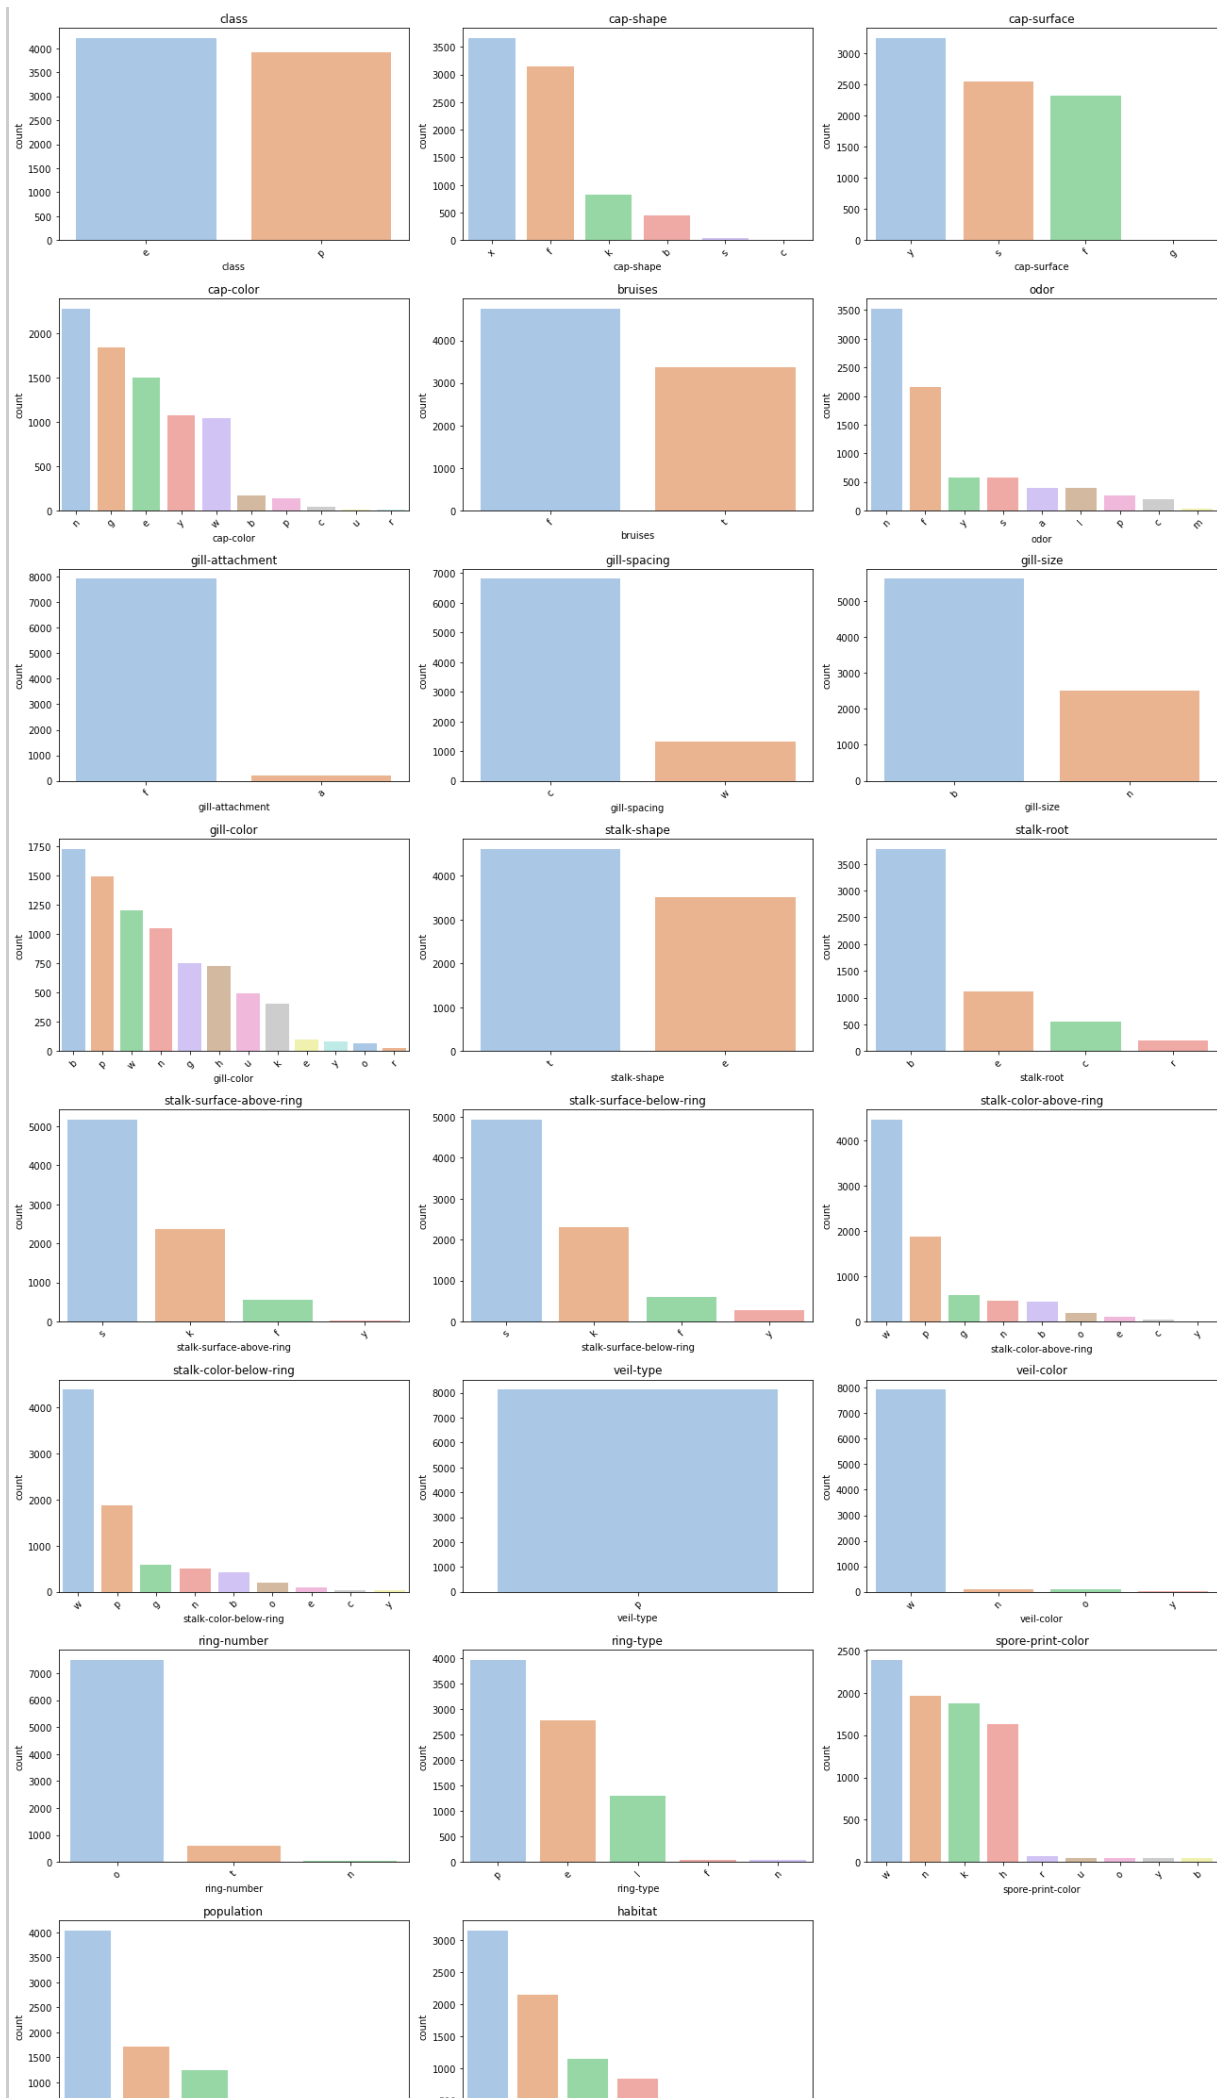 class
4000
3500
3000
2500
2000
1500
1000
500
0
count
e
p
class
cap-shape
3500
3000
2500
2000
1500
1000
500
0
count
x
f
k
b
s
c
cap-shape
cap-surface
3000
2500
2000
1500
1000
500
0
count
y
s
f
g
cap-surface
cap-color
2000
1500
1000
500
0
count
n
g
e
y
w
b
p
c
u
r
cap-color
bruises
4000
3000
2000
1000
0
count
f
t
bruises
odor
3500
3000
2500
2000
1500
1000
500
0
count
n
f
y
s
a
l
p
c
m
odor
gill-attachment
8000
7000
6000
5000
4000
3000
2000
1000
0
count
f
a
gill-attachment
gill-spacing
7000
6000
5000
4000
3000
2000
1000
0
count
c
w
gill-spacing
gill-size
5000
4000
3000
2000
1000
0
count
b
n
gill-size
gill-color
1750
1500
1250
1000
750
500
250
0
count
b
p
w
n
g
h
u
k
e
y
o
r
gill-color
stalk-shape
4000
3000
2000
1000
0
count
t
e
stalk-shape
stalk-root
3500
3000
2500
2000
1500
1000
500
0
count
b
e
c
r
stalk-root
stalk-surface-above-ring
5000
4000
3000
2000
1000
0
count
s
k
f
y
stalk-surface-above-ring
stalk-surface-below-ring
5000
4000
3000
2000
1000
0
count
s
k
f
y
stalk-surface-below-ring
stalk-color-above-ring
4000
3000
2000
1000
0
count
w
p
g
n
b
o
e
c
y
stalk-color-above-ring
stalk-color-below-ring
4000
3000
2000
1000
0
count
w
p
g
n
b
o
e
c
y
stalk-color-below-ring
veil-type
8000
7000
6000
5000
4000
3000
2000
1000
0
count
p
veil-type
veil-color
8000
7000
6000
5000
4000
3000
2000
1000
0
count
w
n
o
y
veil-color
ring-number
7000
6000
5000
4000
3000
2000
1000
0
count
o
t
n
ring-number
ring-type
4000
3500
3000
2500
2000
1500
1000
500
0
count
p
e
l
f
n
ring-type
spore-print-color
2500
2000
1500
1000
500
0
count
w
n
k
h
r
u
o
y
b
spore-print-color
population
4000
3500
3000
2500
2000
1500
1000
count
habitat
3000
2500
2000
1500
1000
count